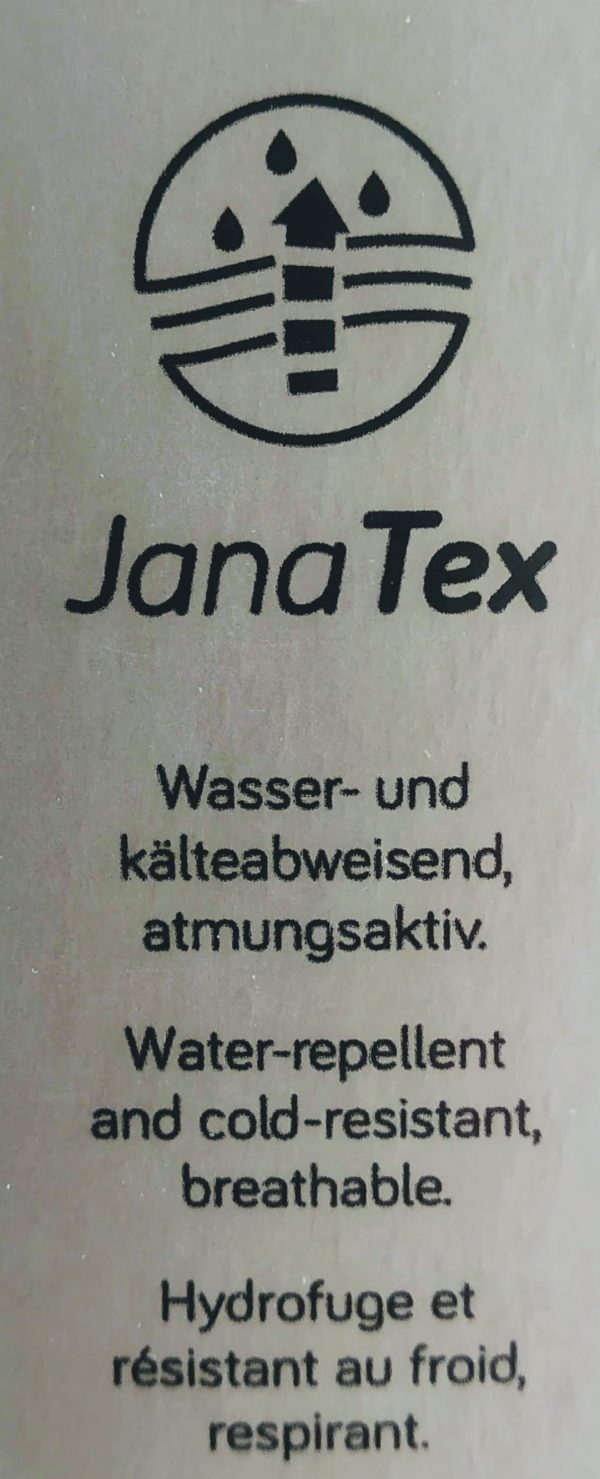 JanaTex
Wasser- und
kälteabweisend,
atmungsaktiv.
Water-repellent
and cold-resistant,
breathable.
Hydrofuge et
résistant au froid,
respirant.